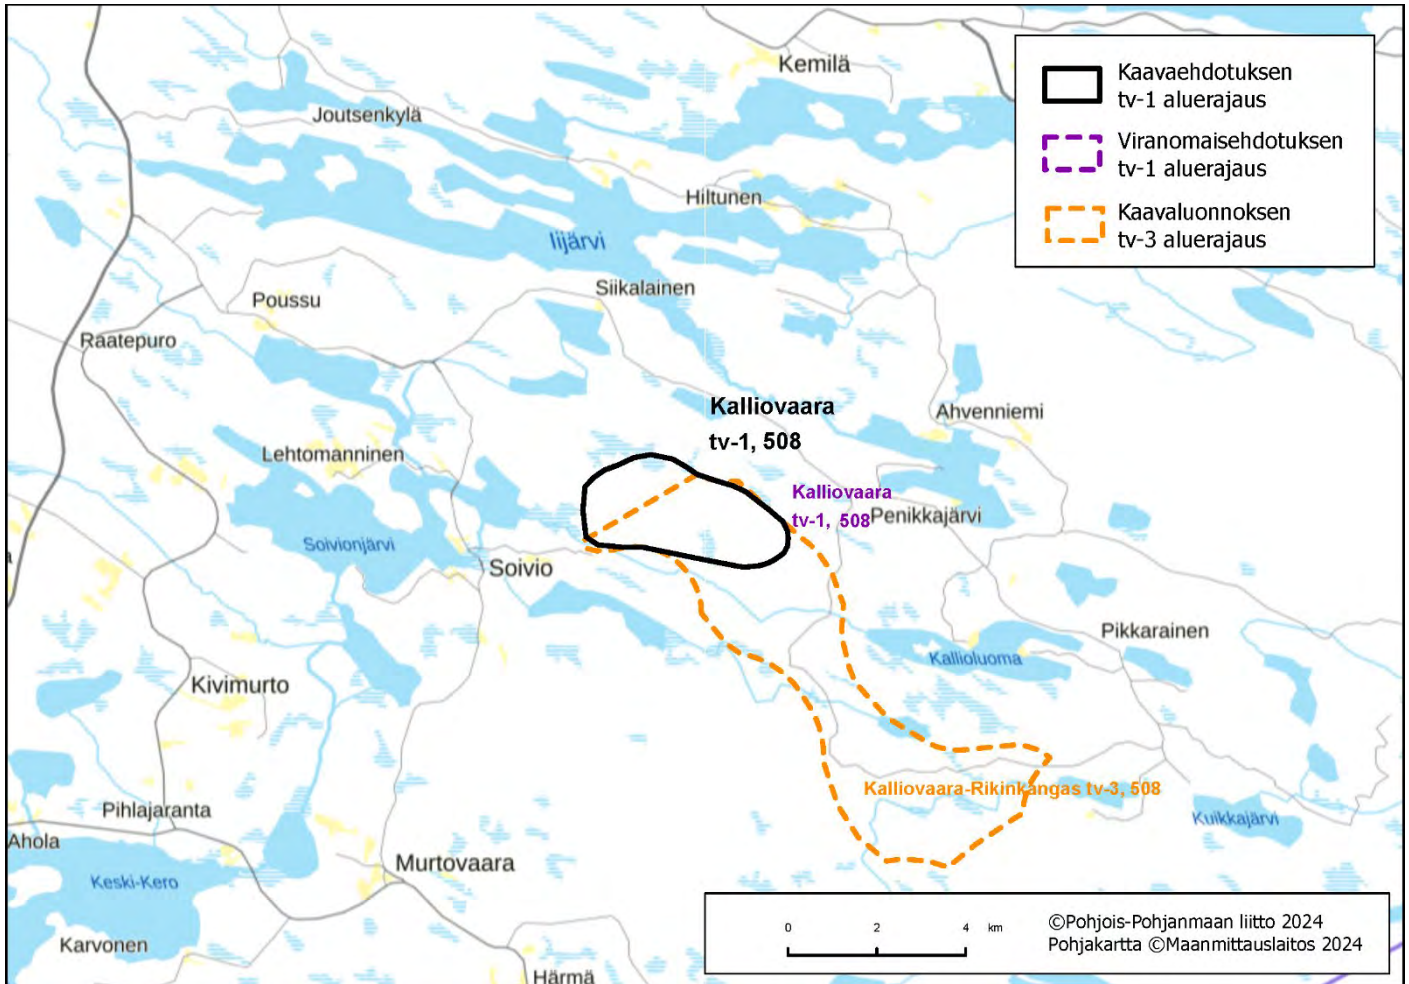 Kemilä
Joutsenkylä
Hiltunen
Iijärvi
Siikalainen
Poussu
Raatepuro
Kalliovaara
tv-1, 508
Ahvenniemi
Lehtomanninen
Kalliovaara
tv-1, 508
Penikkajärvi
Soivionjärvi
Soivio
Pikkarainen
Kallioluoma
Kivimurto
Kalliovaara-Rikinkangas tv-3, 508
Pihlajaranta
Kuikkajärvi
Ahola
Murtovaara
Keski-Kero
Karvonen
Härmä
Kaavaehdotuksen
tv-1 aluerajaus
Viranomaisehdotuksen
tv-1 aluerajaus
Kaavaluonnoksen
tv-3 aluerajaus
0 2 4 km
©Pohjois-Pohjanmaan liitto 2024
Pohjakartta ©Maanmittauslaitos 2024